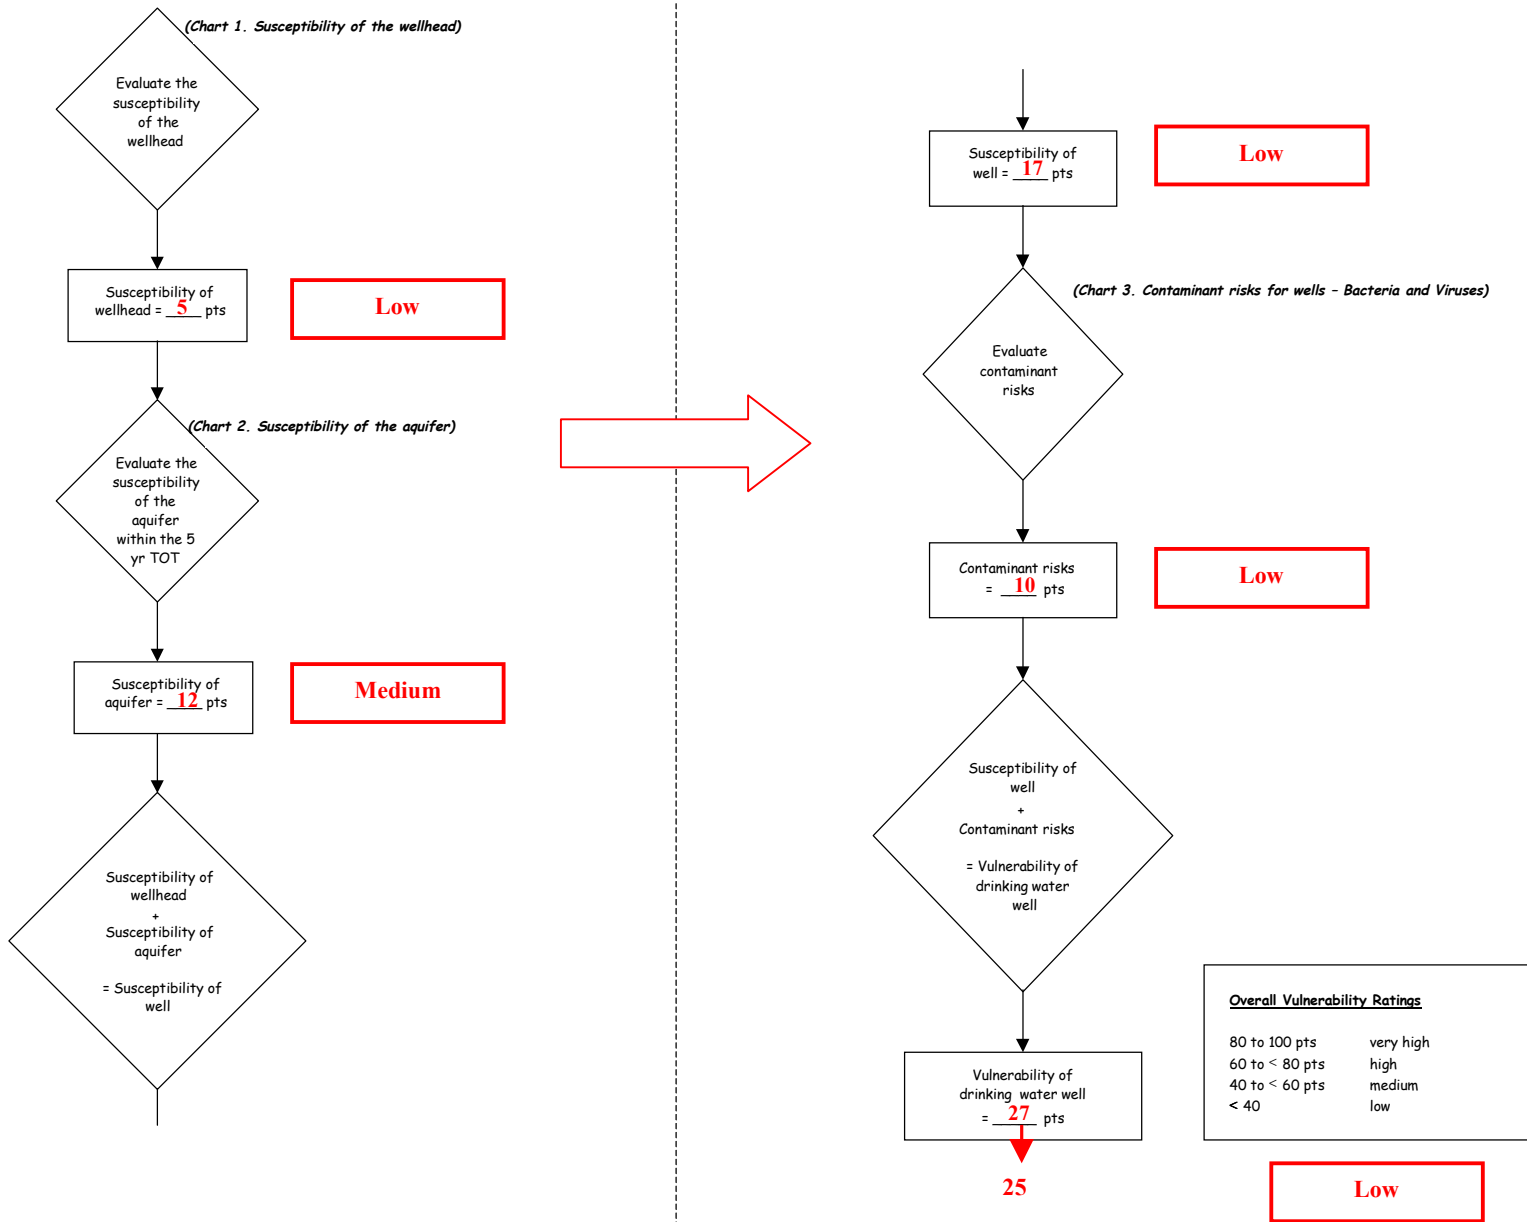 (Chart 1. Susceptibility of the wellhead)
Evaluate the
susceptibility
of the
wellhead
Susceptibility of
wellhead = 5 pts
Low
(Chart 2. Susceptibility of the aquifer)
Evaluate the
susceptibility
of the
aquifer
within the 5
yr TOT
Susceptibility of
aquifer = 12 pts
Medium
Susceptibility of
wellhead
+
Susceptibility of
aquifer
= Susceptibility of
well
Susceptibility of
well = 17 pts
Low
(Chart 3. Contaminant risks for wells – Bacteria and Viruses)
Evaluate
contaminant
risks
Contaminant risks
= 10 pts
Low
Susceptibility of
well
+
Contaminant risks
= Vulnerability of
drinking water
well
Vulnerability of
drinking water well
= 27 pts
25
Overall Vulnerability Ratings
80 to 100 pts very high
60 to < 80 pts high
40 to < 60 pts medium
< 40 low
Low